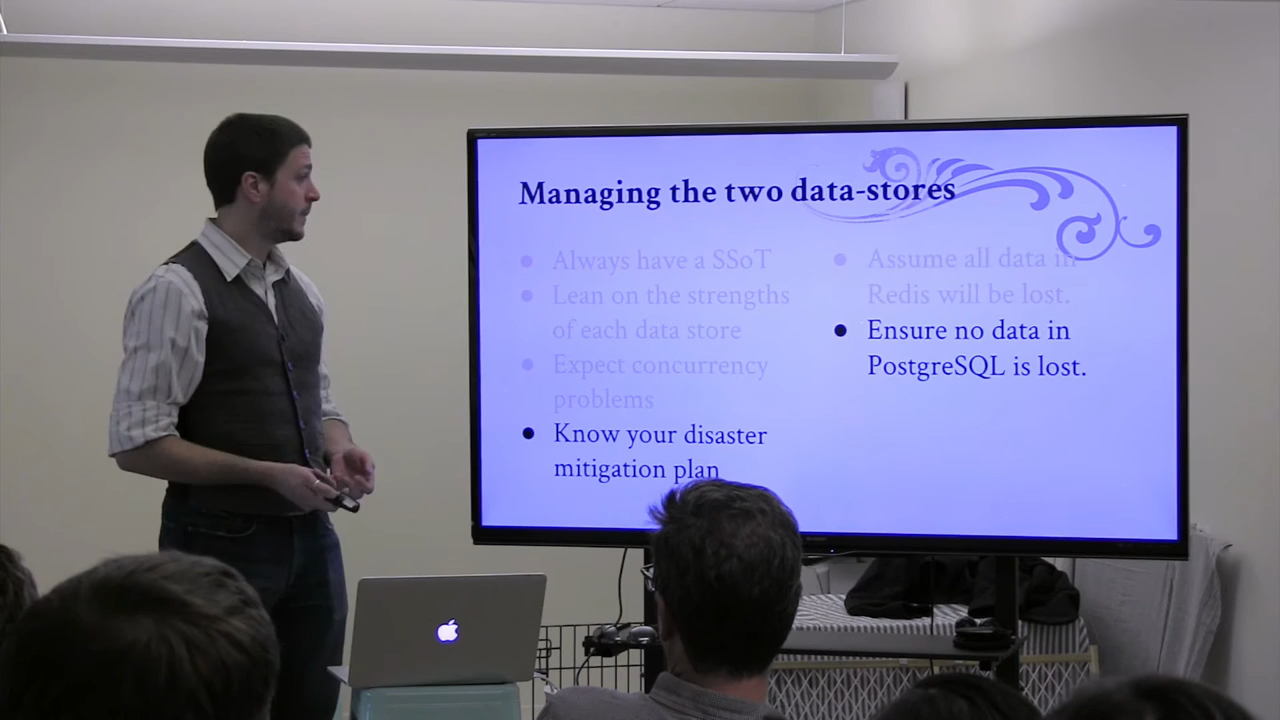 Managing the two data-stores
Always have a SSoT
Lean on the strengths
of each data store
Expect concurrency
problems
Know your disaster
mitigation plan
Assume all data in
Redis will be lost.
Ensure no data in
PostgreSQL is lost.